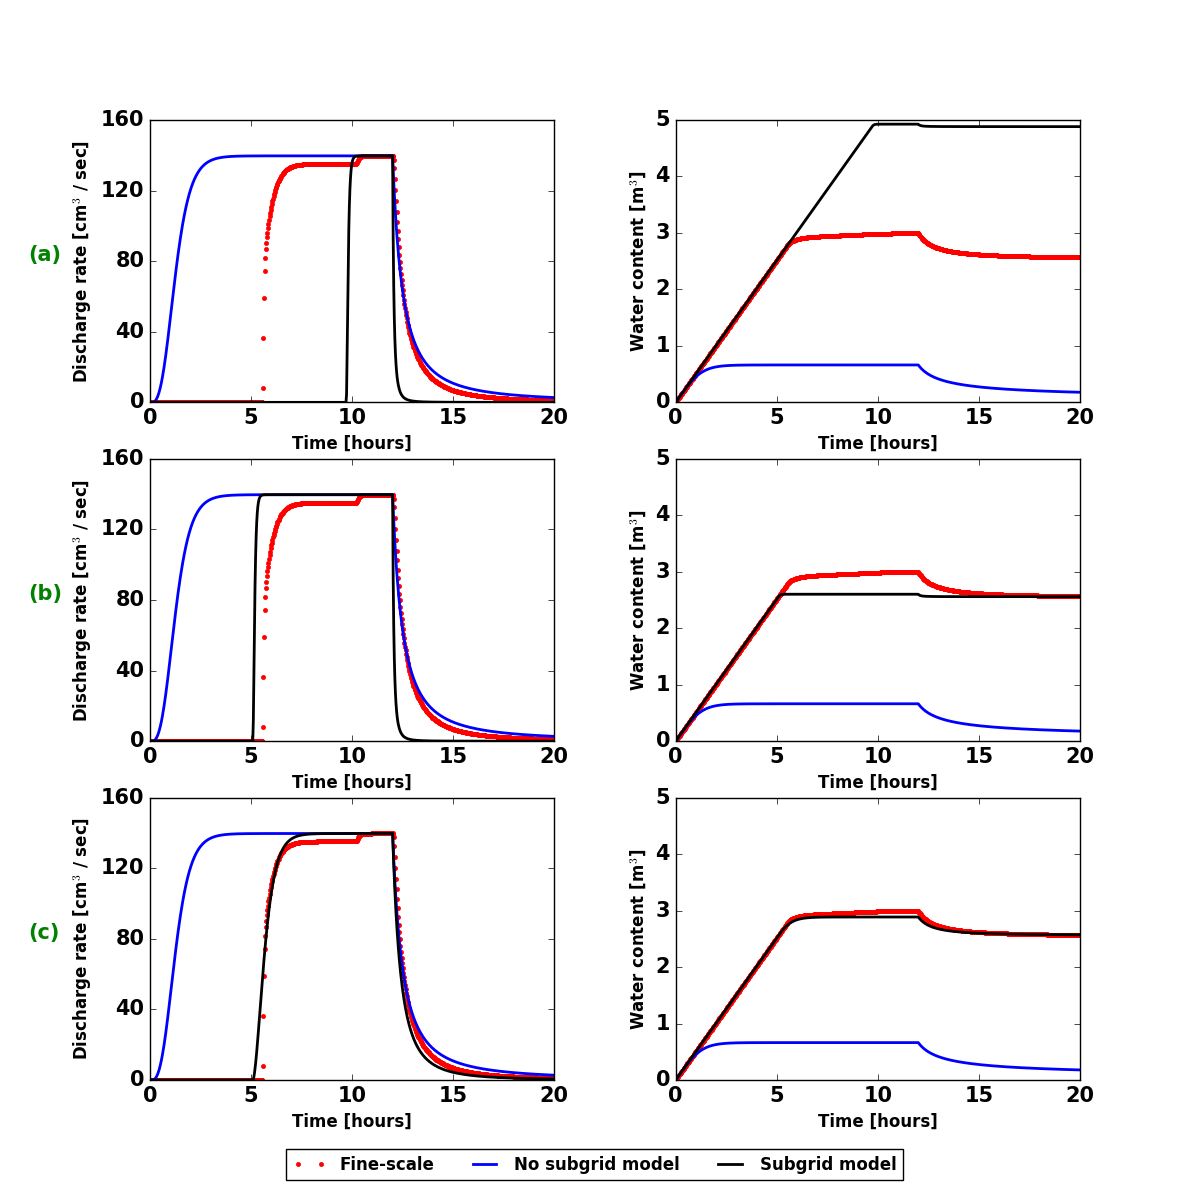 (a)
Discharge rate [cm³ / sec]
160
120
80
40
0
0 5 10 15 20
Time [hours]
Water content [m³]
5
4
3
2
1
0
0 5 10 15 20
Time [hours]
(b)
Discharge rate [cm³ / sec]
160
120
80
40
0
0 5 10 15 20
Time [hours]
Water content [m³]
5
4
3
2
1
0
0 5 10 15 20
Time [hours]
(c)
Discharge rate [cm³ / sec]
160
120
80
40
0
0 5 10 15 20
Time [hours]
Water content [m³]
5
4
3
2
1
0
0 5 10 15 20
Time [hours]
Fine-scale No subgrid model Subgrid model